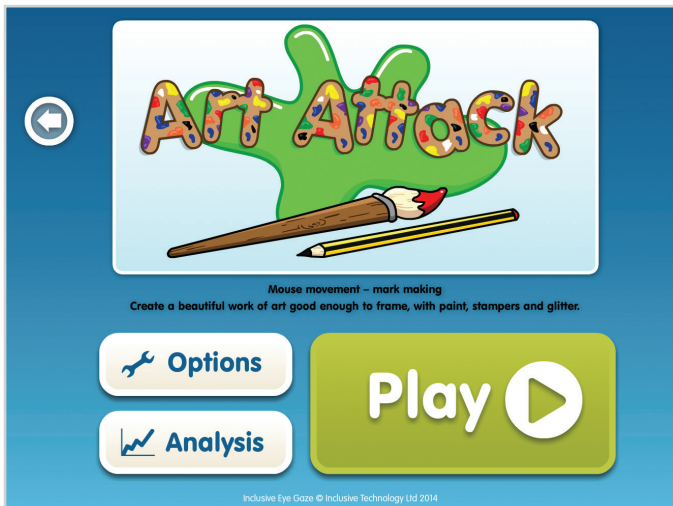 Art Attack
Mouse movement – mark making
Create a beautiful work of art good enough to frame, with paint, stampers and glitter.
Options
Play
Analysis
Inclusive Eye Gaze © Inclusive Technology Ltd 2014